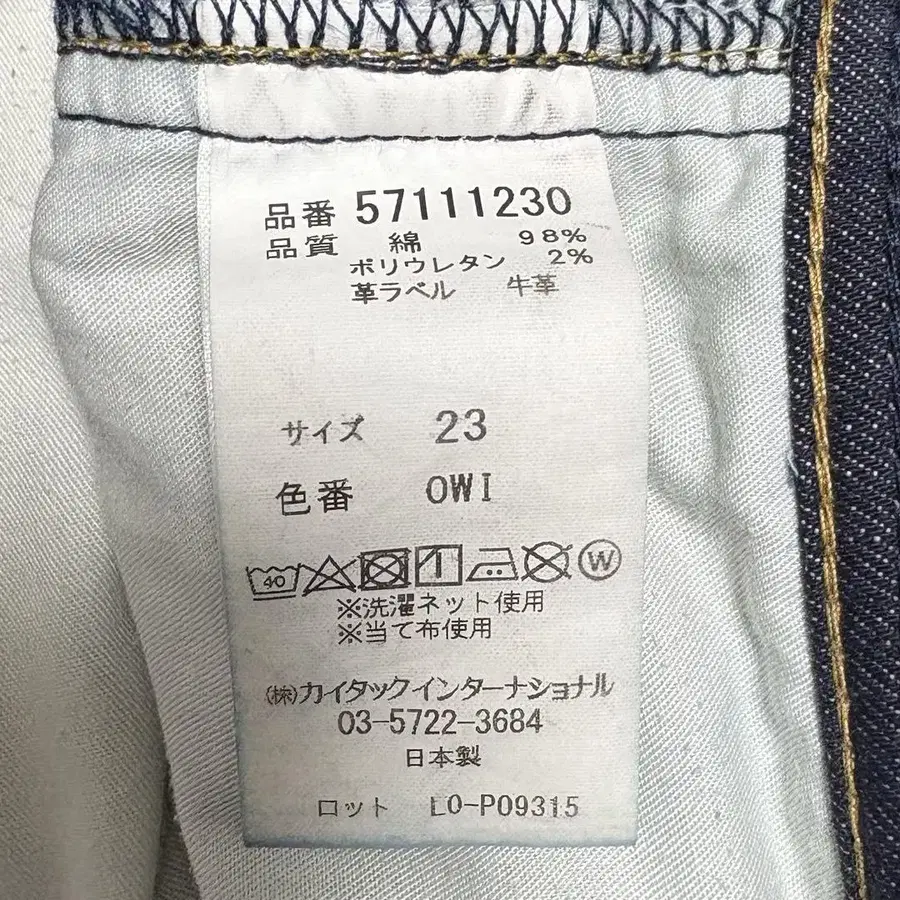 品番 57111230
品質 綿 98%
ポリウレタン 2%
革ラベル 牛革
サイズ 23
色番 OWI
40 W
※洗濯ネット使用
※当て布使用
㈱カイタックインターナショナル
03-5722-3684
日本製
ロット LO-P09315